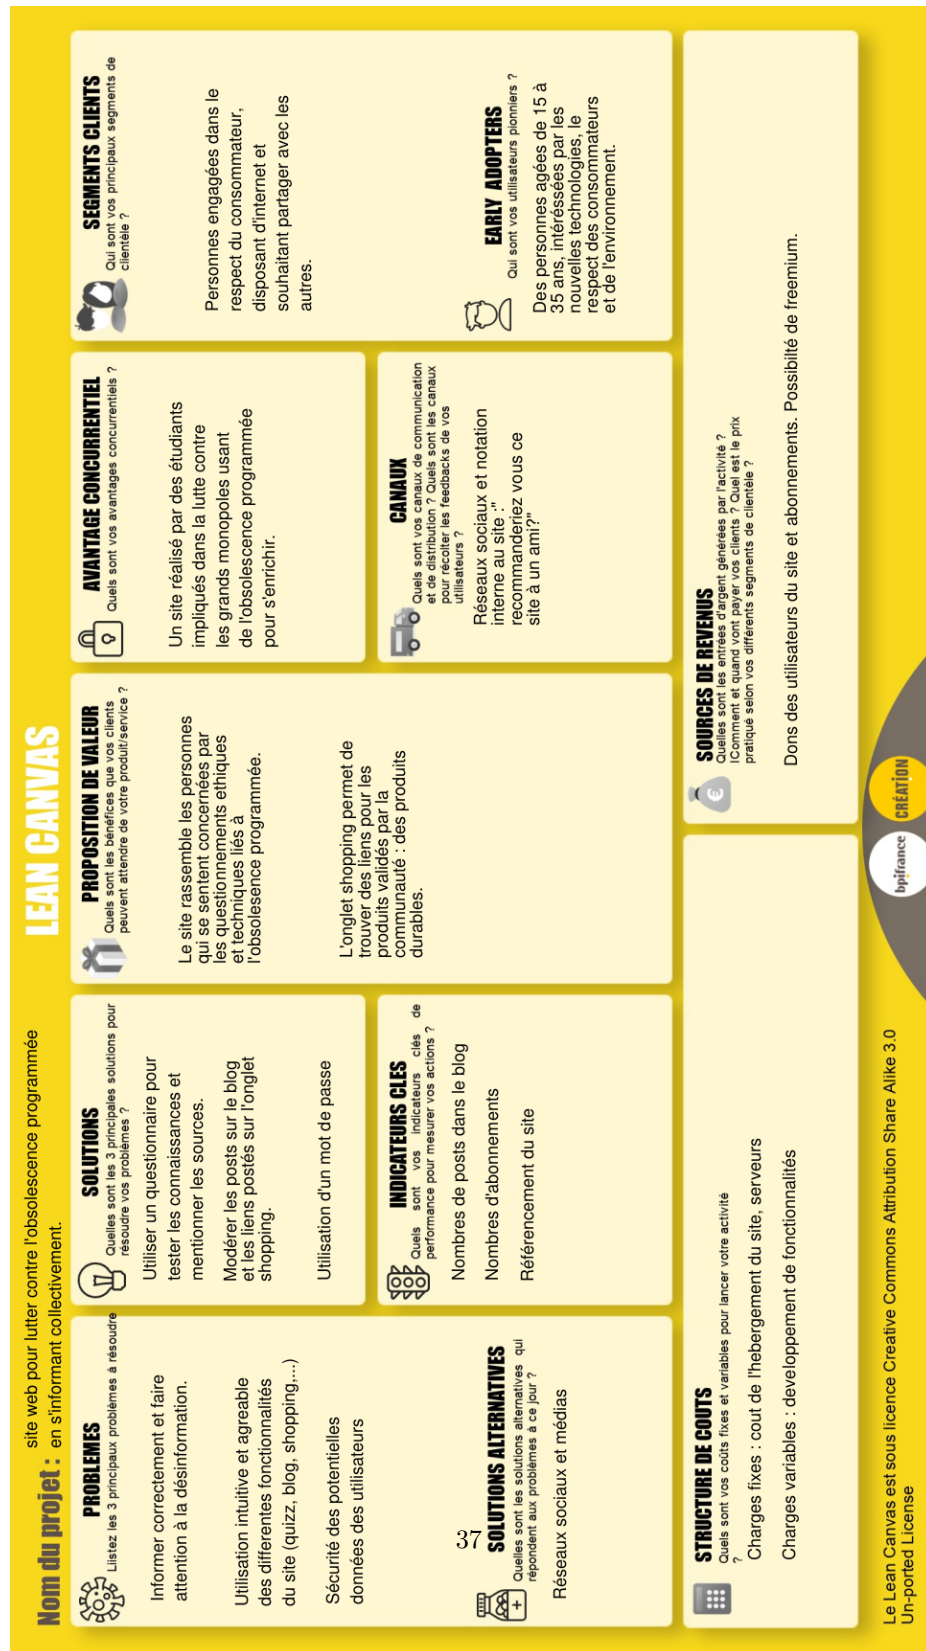 Nom du projet : site web pour lutter contre l'obsolescence programmée
en s'informant collectivement.
LEAN CANVAS
PROBLEMES
Llistez les 3 principaux problèmes à résoudre
Informer correctement et faire
attention à la désinformation.
Utilisation intuitive et agreable
des differentes fonctionnalités
du site (quizz, blog, shopping,...)
Sécurité des potentielles
données des utilisateurs
SOLUTIONS ALTERNATIVES
Quelles sont les solutions alternatives qui
répondent aux problèmes à ce jour ?
Réseaux sociaux et médias
SOLUTIONS
Quelles sont les 3 principales solutions pour
résoudre vos problèmes ?
Utiliser un questionnaire pour
tester les connaissances et
mentionner les sources.
Modérer les posts sur le blog
et les liens postés sur l'onglet
shopping.
Utilisation d'un mot de passe
INDICATEURS CLES
Quels sont vos indicateurs clés de
performance pour mesurer vos actions ?
Nombres de posts dans le blog
Nombres d'abonnements
Référencement du site
PROPOSITION DE VALEUR
Quels sont les bénéfices que vos clients
peuvent attendre de votre produit/service ?
Le site rassemble les personnes
qui se sentent concernées par
les questionnements ethiques
et techniques liés à
l'obsolesence programmée.
L'onglet shopping permet de
trouver des liens pour les
produits validés par la
communauté : des produits
durables.
AVANTAGE CONCURRENTIEL
Quels sont vos avantages concurrentiels ?
Un site réalisé par des étudiants
impliqués dans la lutte contre
les grands monopoles usant
de l'obsolescence programmée
pour s'enrichir.
CANAUX
Quels sont vos canaux de communication
et de distribution ? Quels sont les canaux
pour récolter les feedbacks de vos
utilisateurs ?
Réseaux sociaux et notation
interne au site :"
recommanderiez vous ce
site à un ami?"
SEGMENTS CLIENTS
Qui sont vos principaux segments de
clientèle ?
Personnes engagées dans le
respect du consommateur,
disposant d'internet et
souhaitant partager avec les
autres.
EARLY ADOPTERS
Qui sont vos utilisateurs pionniers ?
Des personnes agées de 15 à
35 ans, intéréssées par les
nouvelles technologies, le
respect des consommateurs
et de l'environnement.
STRUCTURE DE COUTS
Quels sont vos coûts fixes et variables pour lancer votre activité
?
Charges fixes : cout de l'hebergement du site, serveurs
Charges variables : developpement de fonctionnalités
SOURCES DE REVENUS
Quelles sont les entrées d'argent générées par l'activité ?
IComment et quand vont payer vos clients ? Quel est le prix
pratiqué selon vos différents segments de clientèle ?
Dons des utilisateurs du site et abonnements. Possibilté de freemium.
Le Lean Canvas est sous licence Creative Commons Attribution Share Alike 3.0
Un-ported License
bpifrance
CRÉATION
37